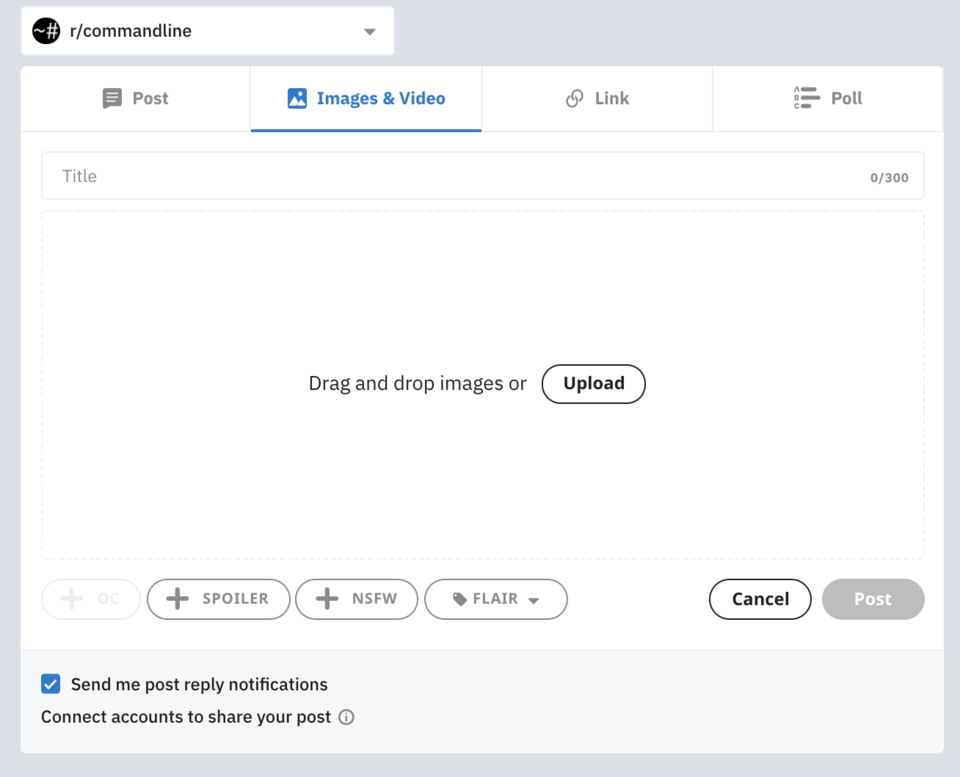 ~# r/commandline
Post
Images & Video
Link
Poll
Title
0/300
Drag and drop images or Upload
OC
SPOILER
NSFW
FLAIR
Cancel
Post
Send me post reply notifications
Connect accounts to share your post